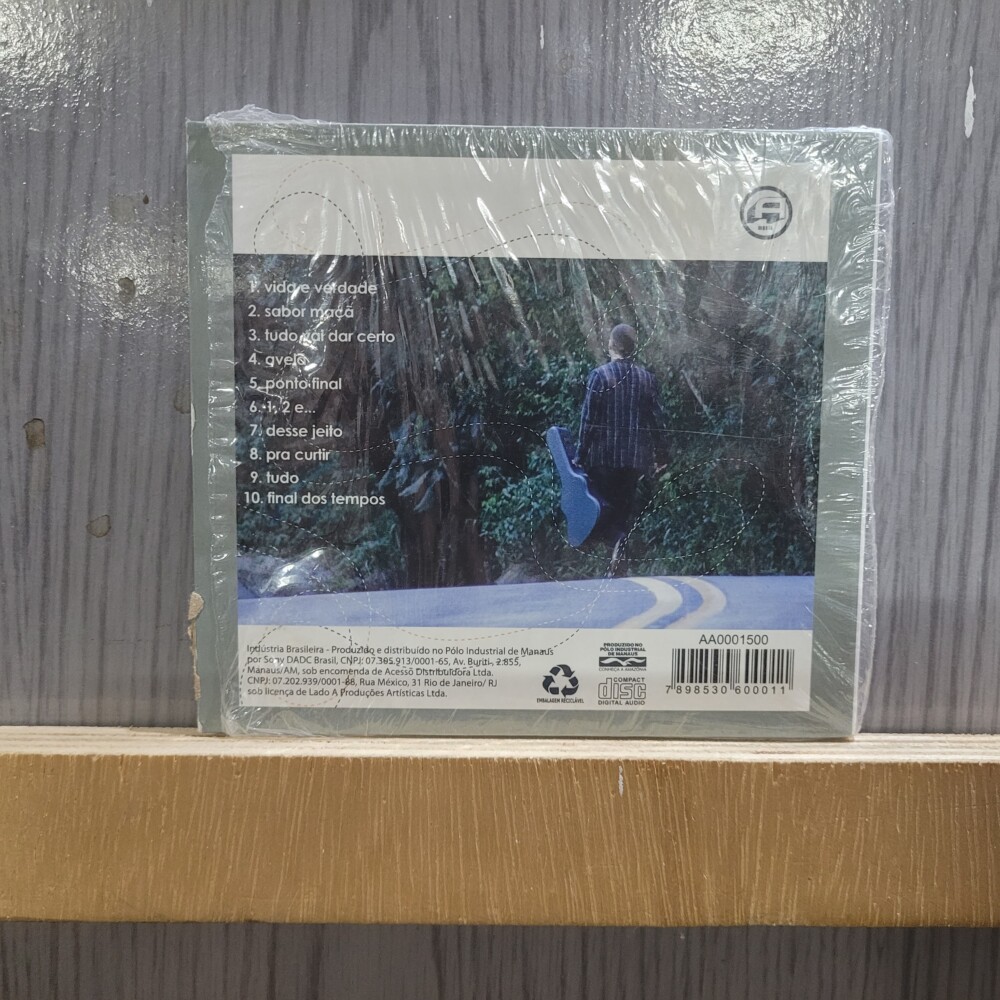 1. vida e verdade
2. sabor maçã
3. tudo vai dar certo
4. gveja
5. ponto final
6. 1, 2 e...
7. desse jeito
8. pra curtir
9. tudo
10. final dos tempos
AA0001500
Indústria Brasileira - Produzido e distribuído no Pólo Industrial de Manaus
por Sony DADC Brasil, CNPJ: 07.395.913/0001-65, Av. Buriti, 2.855,
Manaus/AM, sob encomenda de Acesso Distribuidora Ltda.
CNPJ: 07.202.939/0001-88, Rua México, 31 Rio de Janeiro/ RJ
sob licença de Lado A Produções Artísticas Ltda.
EMBALAGEM RECICLÁVEL
PRODUZIDO NO
PÓLO INDUSTRIAL
DE MANAUS
CONHEÇA A AMAZÔNIA
COMPACT
disc
DIGITAL AUDIO
7 898530 600011